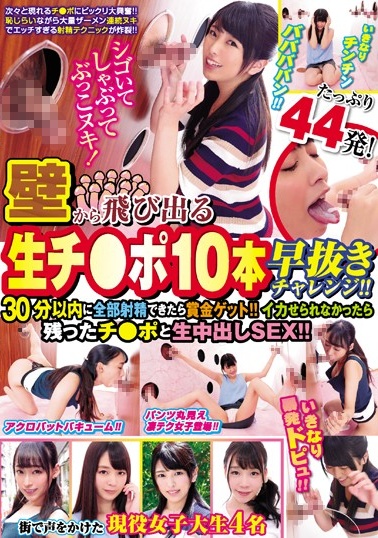 次々と現れるチ●ポにビックリ大興奮!!
恥じらいながら大量ザーメン連続ヌキ
でエッチすぎる射精テクニックが炸裂!!
シゴいて
しゃぶって
ぶっこヌキ!
いきなり
チンチン
バババババン!!
たっぷり
44発!
壁から飛び出る
生チ●ポ10本
早抜き
チャレンジ!!
30分以内に全部射精できたら賞金ゲット!!イカせられなかったら
残ったチ●ポと生中出しSEX!!
アクロバットバキューム!!
パンツ丸見え
凄テク女子登場!!
いきなり
暴発ドピュ!!
街で声をかけた 現役女子大生4名